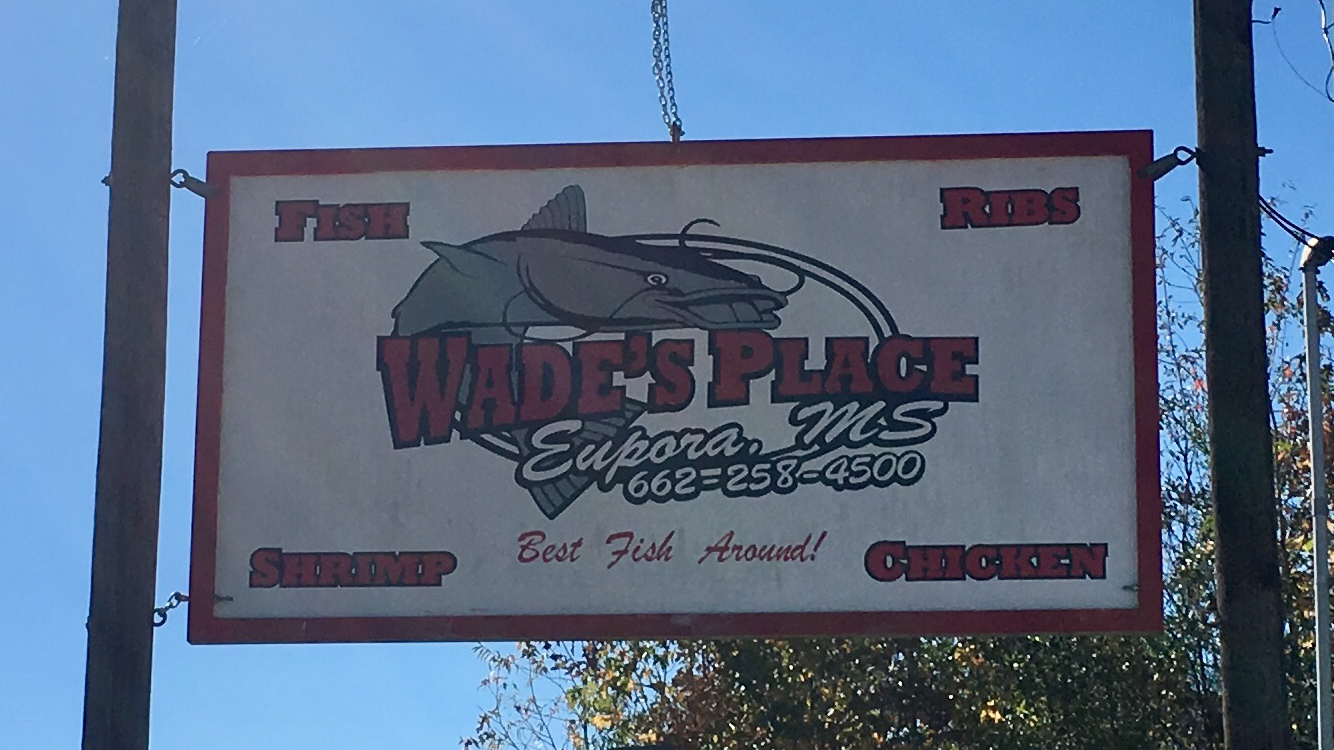 FISH
RIBS
WADE'S PLACE
Eupora, MS
662-258-4500
Best Fish Around!
SHRIMP
CHICKEN